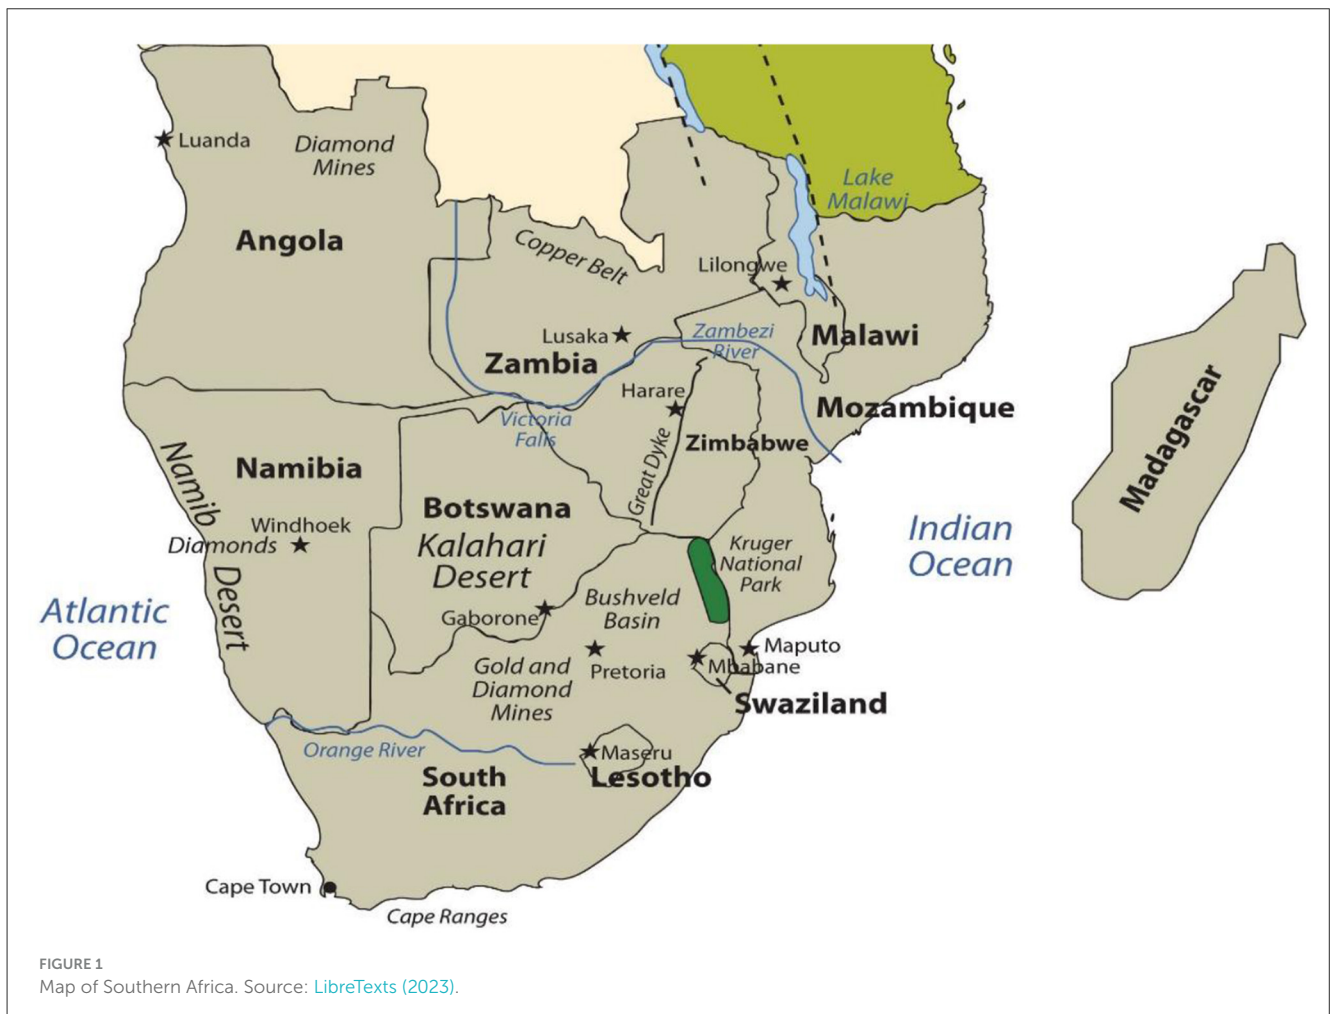 Luanda
Diamond
Mines
Lake
Malawi
Angola
Copper Belt
Lilongwe
Lusaka
Zambezi
River
Malawi
Zambia
Harare
Mozambique
Victoria
Falls
Great Dyke
Zimbabwe
Madagascar
Namib Desert
Namibia
Botswana
Windhoek
Diamonds
Kalahari
Desert
Kruger
National
Park
Indian
Ocean
Atlantic
Ocean
Bushveld
Basin
Gaborone
Maputo
Gold and
Diamond
Mines
Pretoria
Mbabane
Swaziland
Orange River
Maseru
Lesotho
South
Africa
Cape Town
Cape Ranges
FIGURE 1
Map of Southern Africa. Source: LibreTexts (2023).